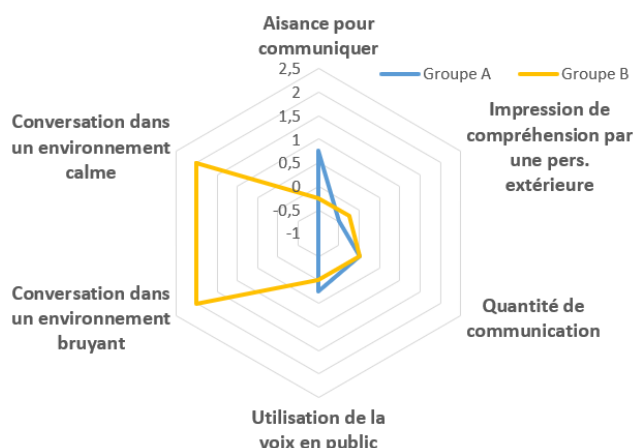 Aisance pour
communiquer
2,5
2
1,5
1
0,5
0
-0,5
-1
Groupe A
Groupe B
Impression de
compréhension par
une pers.
extérieure
Quantité de
communication
Utilisation de la
voix en public
Conversation dans
un environnement
bruyant
Conversation dans
un environnement
calme